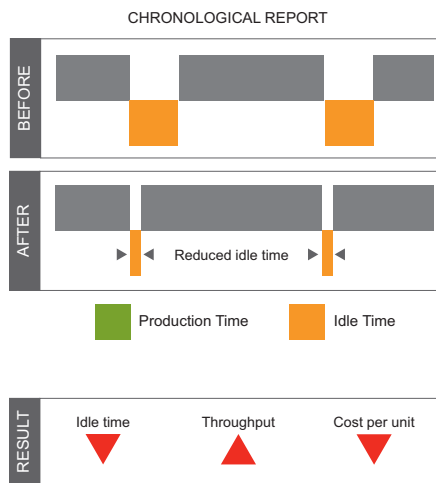 CHRONOLOGICAL REPORT
BEFORE
AFTER
Reduced idle time
Production Time
Idle Time
RESULT
Idle time
Throughput
Cost per unit